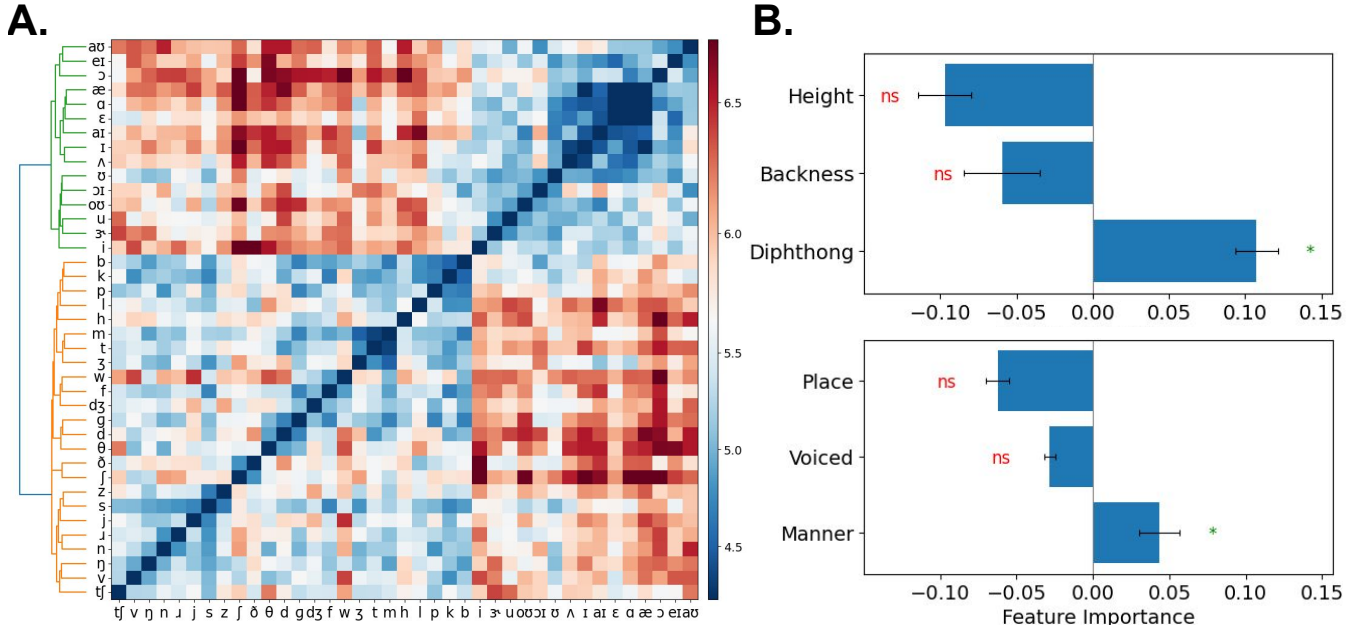 A.
B.
aʊ
eɪ
ɔ
æ
ɑ
ɛ
aɪ
ɪ
ʌ
ʊ
ɔɪ
oʊ
u
ɝ
i
b
k
p
l
h
m
t
ʒ
w
f
dʒ
g
d
θ
ð
ʃ
z
s
j
ɹ
n
ŋ
v
tʃ
tʃ v ŋ n ɹ j s z ʃ ð θ d g dʒ f w ʒ t m h l p k b i ɝ u oʊ ɔɪ ʊ ʌ ɪ aɪ ɛ ɑ æ ɔ eɪ aʊ
6.5
6.0
5.5
5.0
4.5
Height
ns
Backness
ns
Diphthong
*
−0.10 −0.05 0.00 0.05 0.10 0.15
Place
ns
Voiced
ns
Manner
*
−0.10 −0.05 0.00 0.05 0.10 0.15
Feature Importance